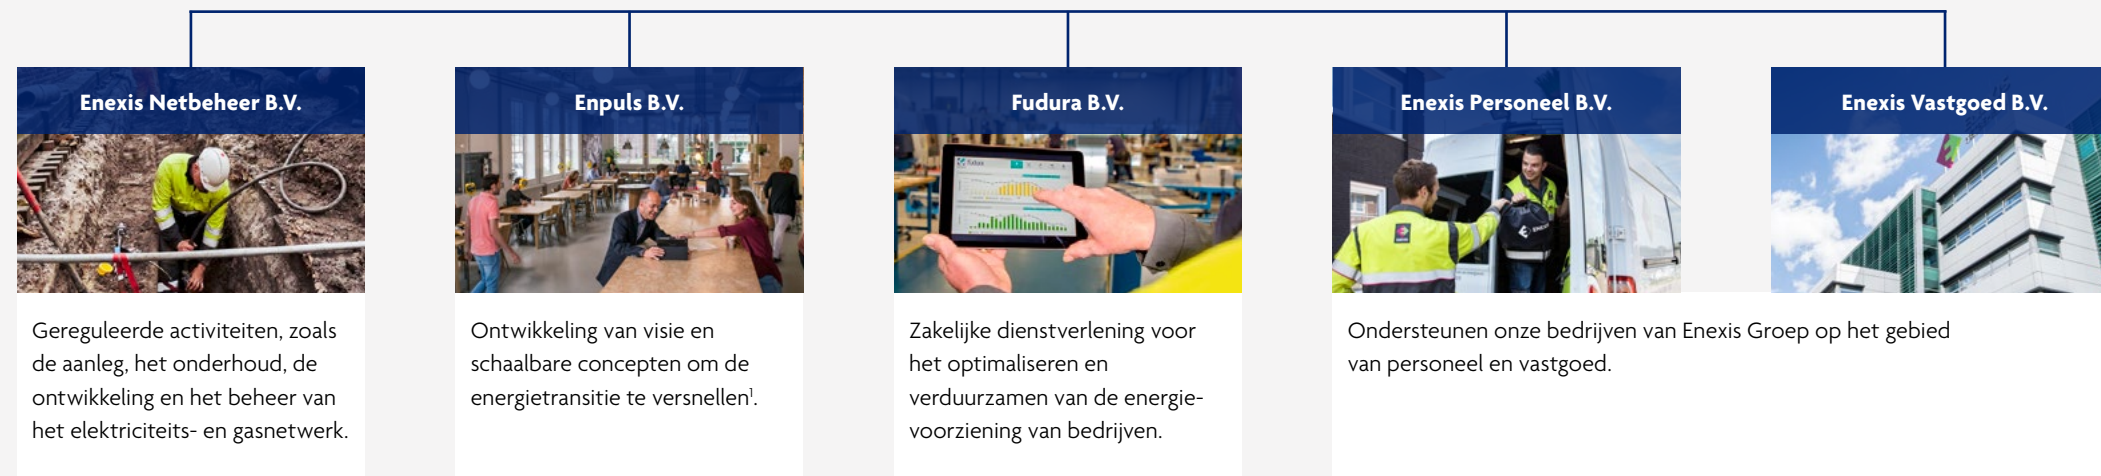 Enexis Netbeheer B.V.
Gereguleerde activiteiten, zoals
de aanleg, het onderhoud, de
ontwikkeling en het beheer van
het elektriciteits- en gasnetwerk.
Enpuls B.V.
Ontwikkeling van visie en
schaalbare concepten om de
energietransitie te versnellen¹.
Fudura B.V.
fudura
Zakelijke dienstverlening voor
het optimaliseren en
verduurzamen van de energie-
voorziening van bedrijven.
Enexis Personeel B.V.
ENEXIS
Enexis Vastgoed B.V.
Ondersteunen onze bedrijven van Enexis Groep op het gebied
van personeel en vastgoed.